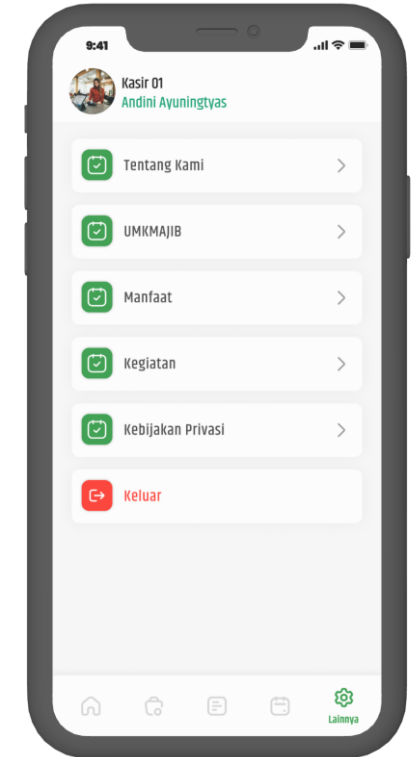 9:41
Kasir 01
Andini Ayuningtyas
Tentang Kami
UMKMAJIB
Manfaat
Kegiatan
Kebijakan Privasi
Keluar
Lainnya